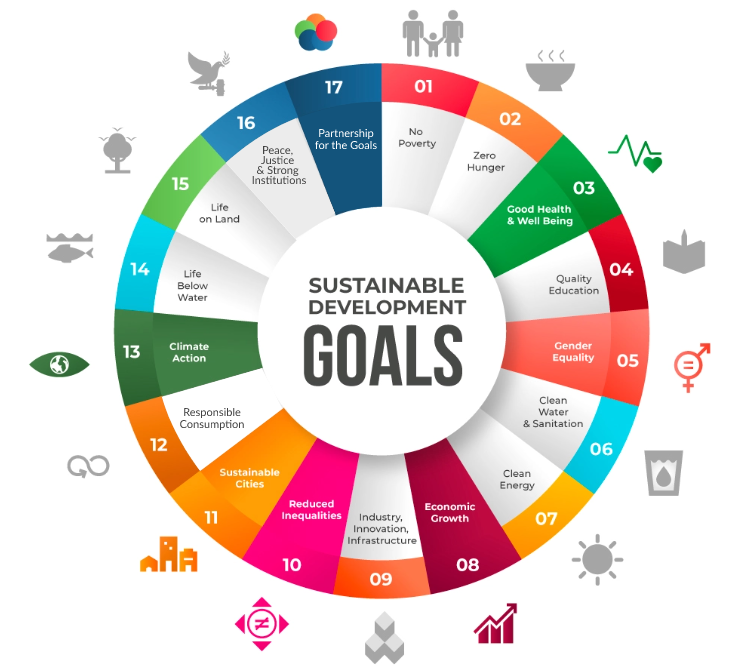 SUSTAINABLE
DEVELOPMENT
GOALS
01
No
Poverty
02
Zero
Hunger
03
Good Health
& Well Being
04
Quality
Education
05
Gender
Equality
06
Clean
Water
& Sanitation
07
Clean
Energy
08
Economic
Growth
09
Industry,
Innovation,
Infrastructure
10
Reduced
Inequalities
11
Sustainable
Cities
12
Responsible
Consumption
13
Climate
Action
14
Life
Below
Water
15
Life
on Land
16
Peace,
Justice
& Strong
Institutions
17
Partnership
for the Goals